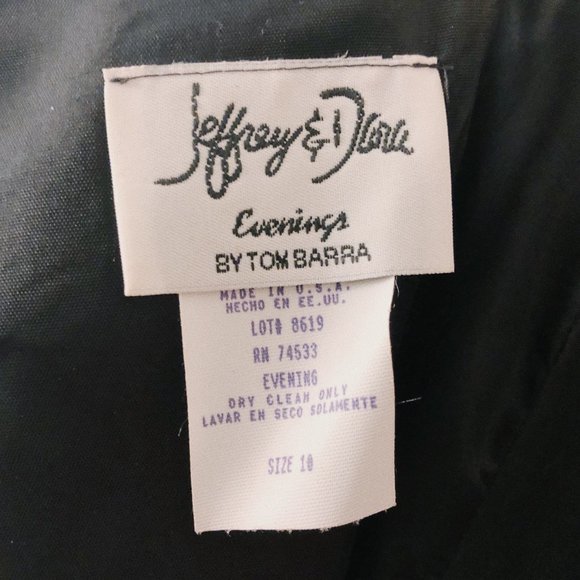 Jeffrey & Dara
Evenings
BY TOM BARRA
MADE IN U.S.A.
HECHO EN EE.UU.
LOT# 8619
RN 74533
EVENING
DRY CLEAN ONLY
LAVAR EN SECO SOLAMENTE
SIZE 10